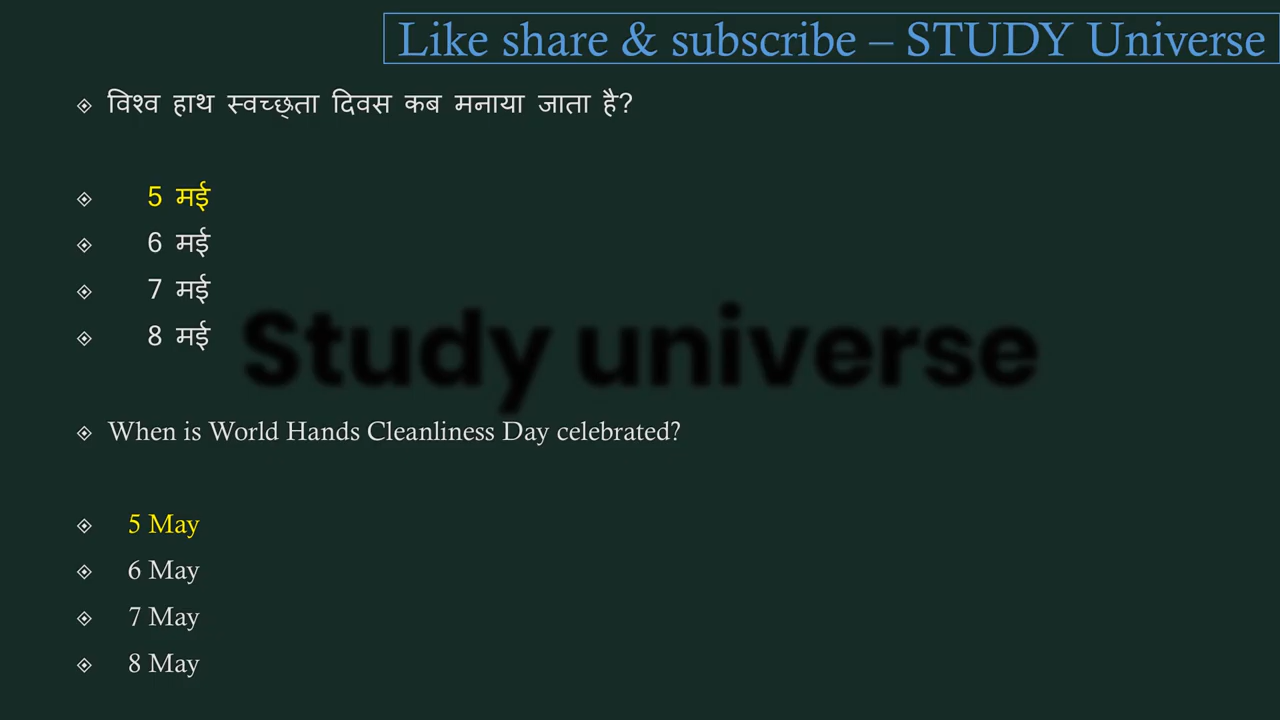 Like share & subscribe – STUDY Universe
विश्व हाथ स्वच्छ्ता दिवस कब मनाया जाता है?
5 मई
6 मई
7 मई
8 मई
Study universe
When is World Hands Cleanliness Day celebrated?
5 May
6 May
7 May
8 May